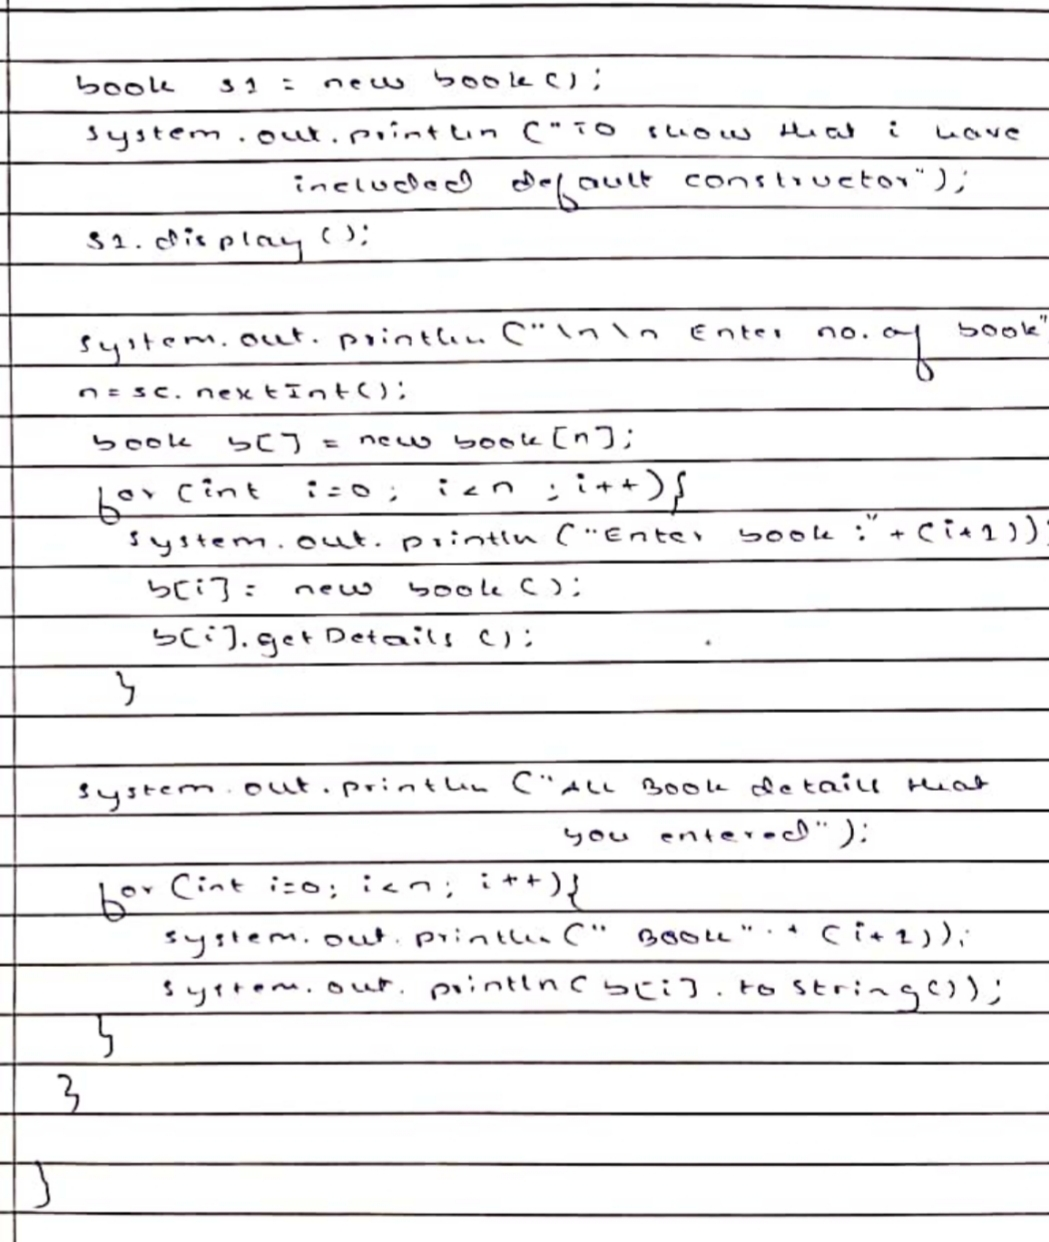 book s1 = new book();
system.out.println ("To show that i have
included default constructor");
s1.display ();
system.out.println ("\n\n Enter no. of book"
n=sc.nextInt();
book b[] = new book[n];
for (int i=0; i<n ; i++){
system.out.println ("Enter book :" + (i+1));
b[i] = new book ();
b[i].getDetails ();
}
system.out.println ("All Book details that
you entered");
for (int i=0; i<n; i++){
system.out.println (" Book" + (i+1));
system.out.println ( b[i].toString());
}
}
}